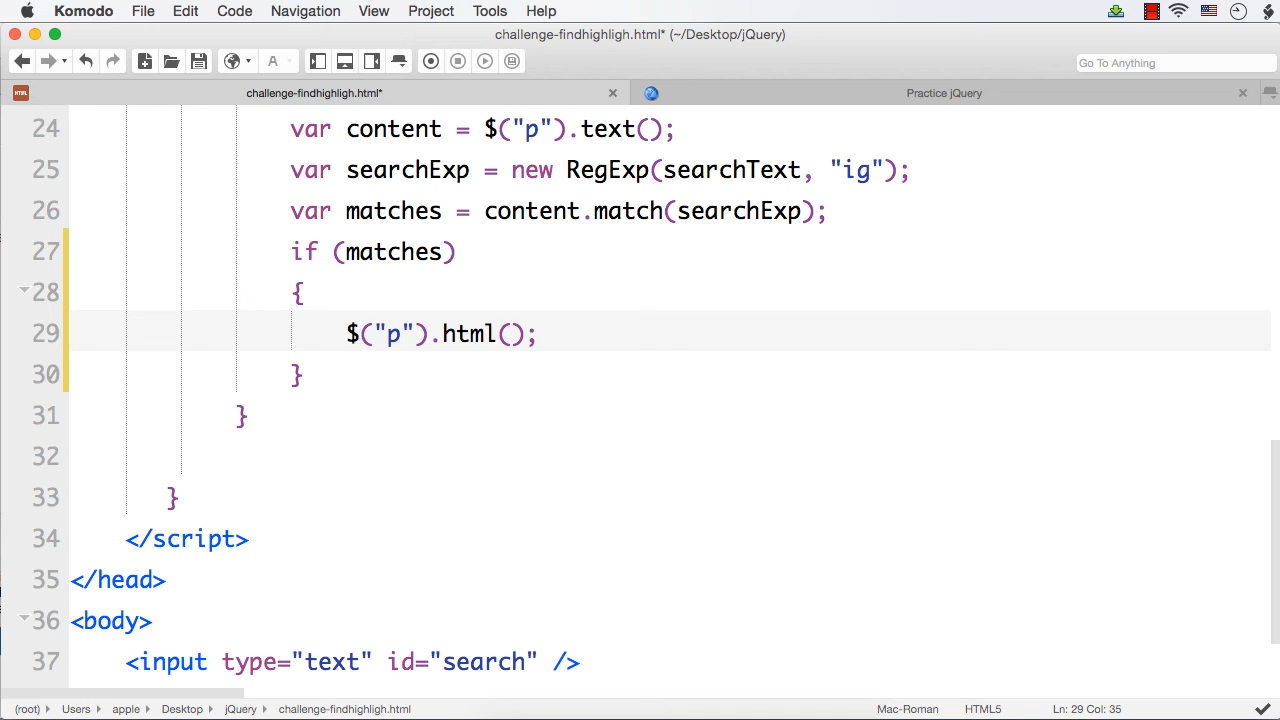 Komodo File Edit Code Navigation View Project Tools Help
challenge-findhighligh.html* (~/Desktop/jQuery)
A
Go To Anything
HTML challenge-findhighligh.html* Practice jQuery
24 var content = $("p").text();
25 var searchExp = new RegExp(searchText, "ig");
26 var matches = content.match(searchExp);
27 if (matches)
28 {
29 $("p").html();
30 }
31 }
32
33 }
34 </script>
35 </head>
36 <body>
37 <input type="text" id="search" />
(root) Users apple Desktop jQuery challenge-findhighligh.html Mac-Roman HTML5 Ln: 29 Col: 35